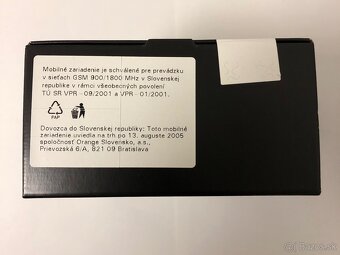 Mobilné zariadenie je schválené pre prevádzku
v sieťach GSM 900/1800 MHz v Slovenskej
republike v rámci všeobecných povolení
TÚ SR VPR - 09/2001 a VPR - 01/2001.
PAP
Dovozca do Slovenskej republiky: Toto mobilné
zariadenie uviedla na trh po 13. auguste 2005
spoločnosť Orange Slovensko, a.s.,
Prievozská 6/A, 821 09 Bratislava
Bazos.sk